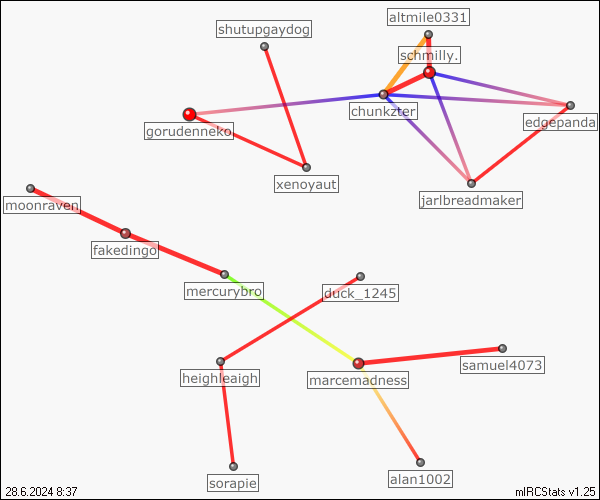 altmile0331
shutupgaydog
schmilly.
chunkzter
edgepanda
gorudenneko
xenoyaut
jarlbreadmaker
moonraven
fakedingo
mercurybro
duck_1245
samuel4073
heighleaigh
marcemadness
alan1002
sorapie
28.6.2024 8:37
mIRCStats v1.25